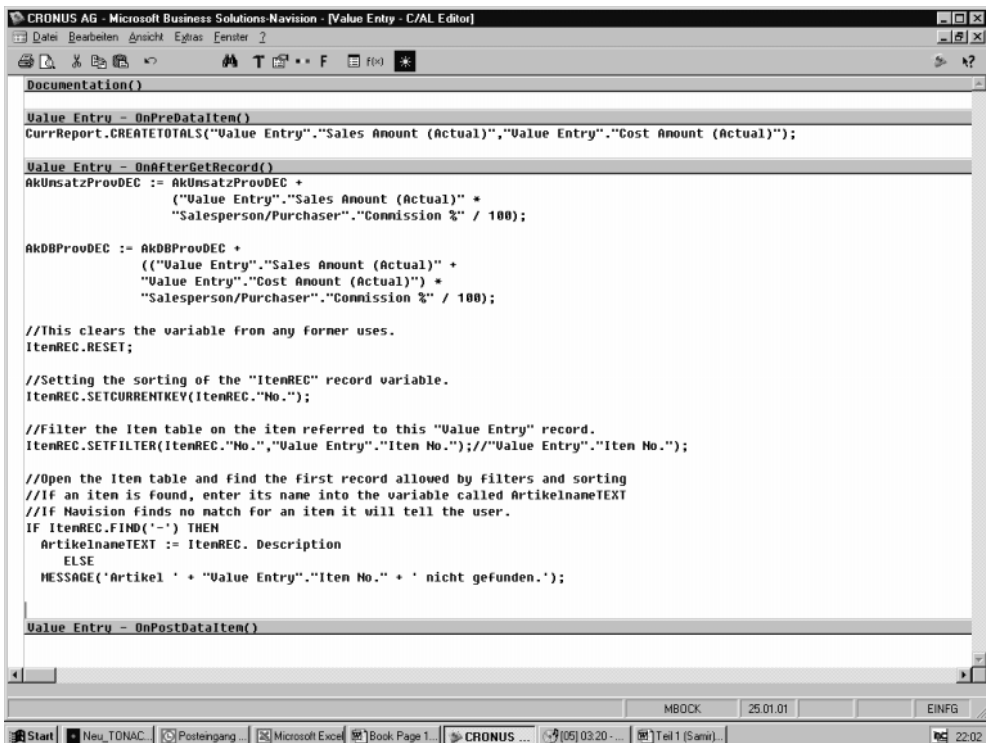 CRONUS AG - Microsoft Business Solutions-Navision - [Value Entry - C/AL Editor]
Datei Bearbeiten Ansicht Extras Fenster ?
Documentation()
Value Entry - OnPreDataItem()
CurrReport.CREATETOTALS("Value Entry"."Sales Amount (Actual)","Value Entry"."Cost Amount (Actual)");
Value Entry - OnAfterGetRecord()
AkUmsatzProvDEC := AkUmsatzProvDEC +
("Value Entry"."Sales Amount (Actual)" *
"Salesperson/Purchaser"."Commission %" / 100);
AkDBProvDEC := AkDBProvDEC +
(("Value Entry"."Sales Amount (Actual)" +
"Value Entry"."Cost Amount (Actual)") *
"Salesperson/Purchaser"."Commission %" / 100);
//This clears the variable from any former uses.
ItemREC.RESET;
//Setting the sorting of the "ItemREC" record variable.
ItemREC.SETCURRENTKEY(ItemREC."No.");
//Filter the Item table on the item referred to this "Value Entry" record.
ItemREC.SETFILTER(ItemREC."No.","Value Entry"."Item No.");//"Value Entry"."Item No.");
//Open the Item table and find the first record allowed by filters and sorting
//If an item is found, enter its name into the variable called ArtikelnameTEXT
//If Navision finds no match for an item it will tell the user.
IF ItemREC.FIND('-') THEN
ArtikelnameTEXT := ItemREC. Description
ELSE
MESSAGE('Artikel ' + "Value Entry"."Item No." + ' nicht gefunden.');
Value Entry - OnPostDataItem()
MBOCK 25.01.01 EINFG
Start Neu_TONAC... Posteingang ... Microsoft Excel Book Page 1... CRONUS ... [05] 03:20 - ... Teil 1 (Samir)... 22:02